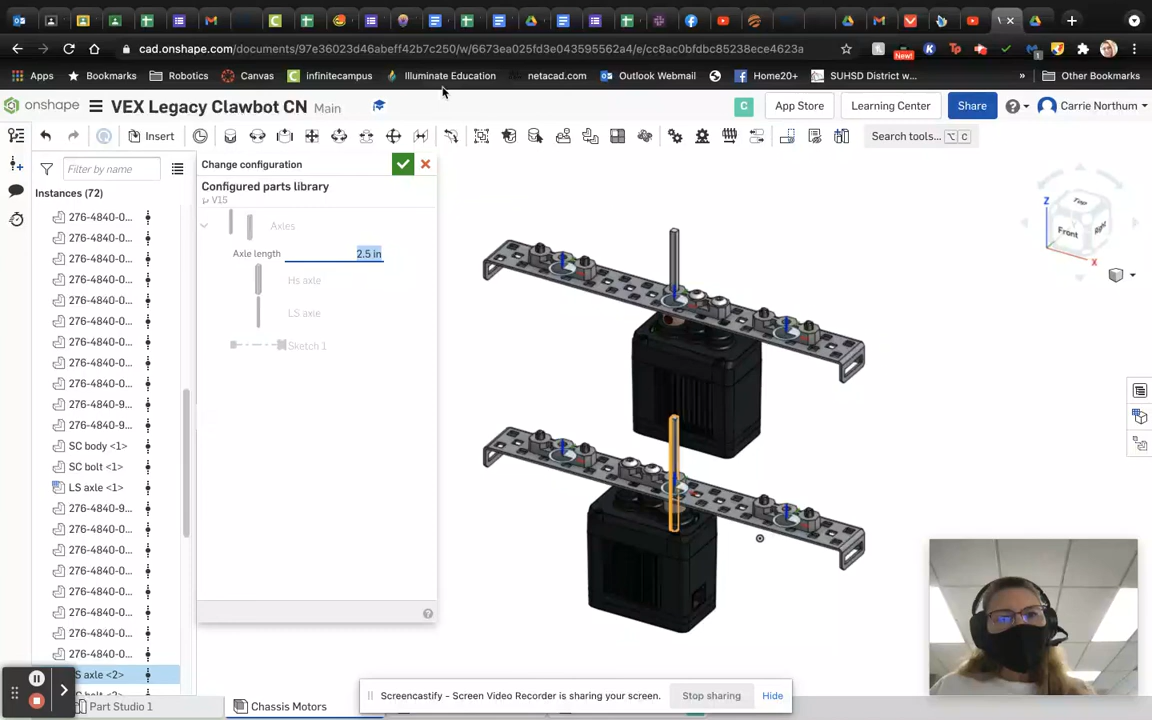 cad.onshape.com/documents/97e36023d46abeff42b7c250/w/6673ea025fd3e043595562a4/e/cc8ac0bfdbc85238ece4623a
New!
Apps Bookmarks Robotics Canvas infinitecampus Illuminate Education netacad.com Outlook Webmail Home20+ SUHSD District w... » Other Bookmarks
onshape VEX Legacy Clawbot CN Main C App Store Learning Center Share Carrie Northum
Insert Search tools... ⌥ C
Filter by name Change configuration
Configured parts library
Instances (72) V15
276-4840-0... Axles
276-4840-0...
276-4840-0... Axle length 2.5 in
276-4840-0... Hs axle
276-4840-0...
276-4840-0... LS axle
276-4840-0...
276-4840-0... Sketch 1
276-4840-0...
276-4840-9...
276-4840-9...
SC body <1>
SC bolt <1>
LS axle <1>
276-4840-9...
276-4840-0...
276-4840-0...
276-4840-0...
276-4840-0...
276-4840-0...
276-4840-0...
276-4840-0...
S axle <2>
Z Top Front Right X
Screencastify - Screen Video Recorder is sharing your screen. Stop sharing Hide
Part Studio 1 Chassis Motors